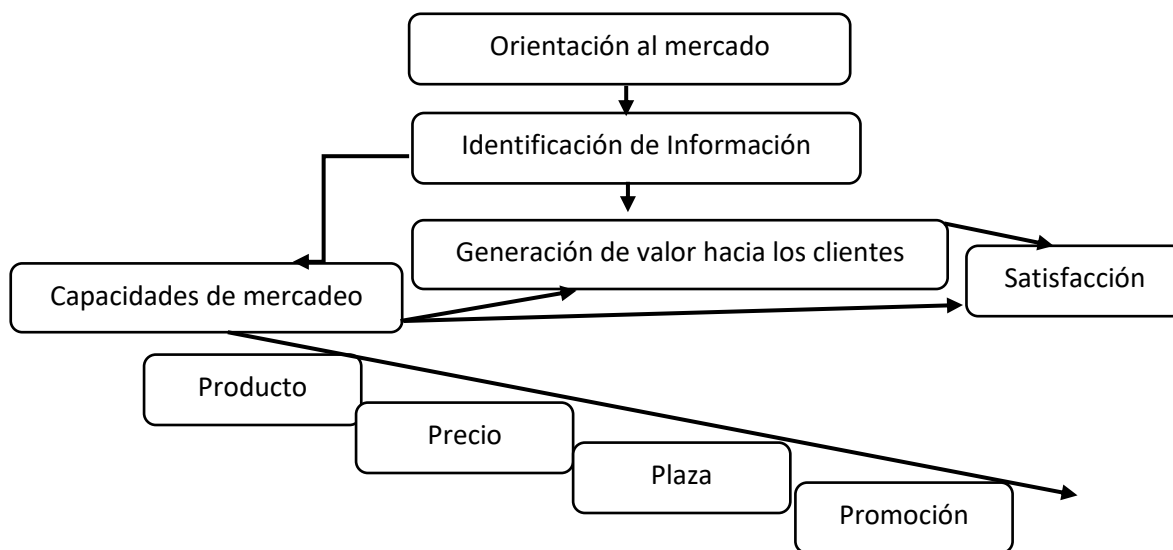 Orientación al mercado
Identificación de Información
Generación de valor hacia los clientes
Satisfacción
Capacidades de mercadeo
Producto
Precio
Plaza
Promoción